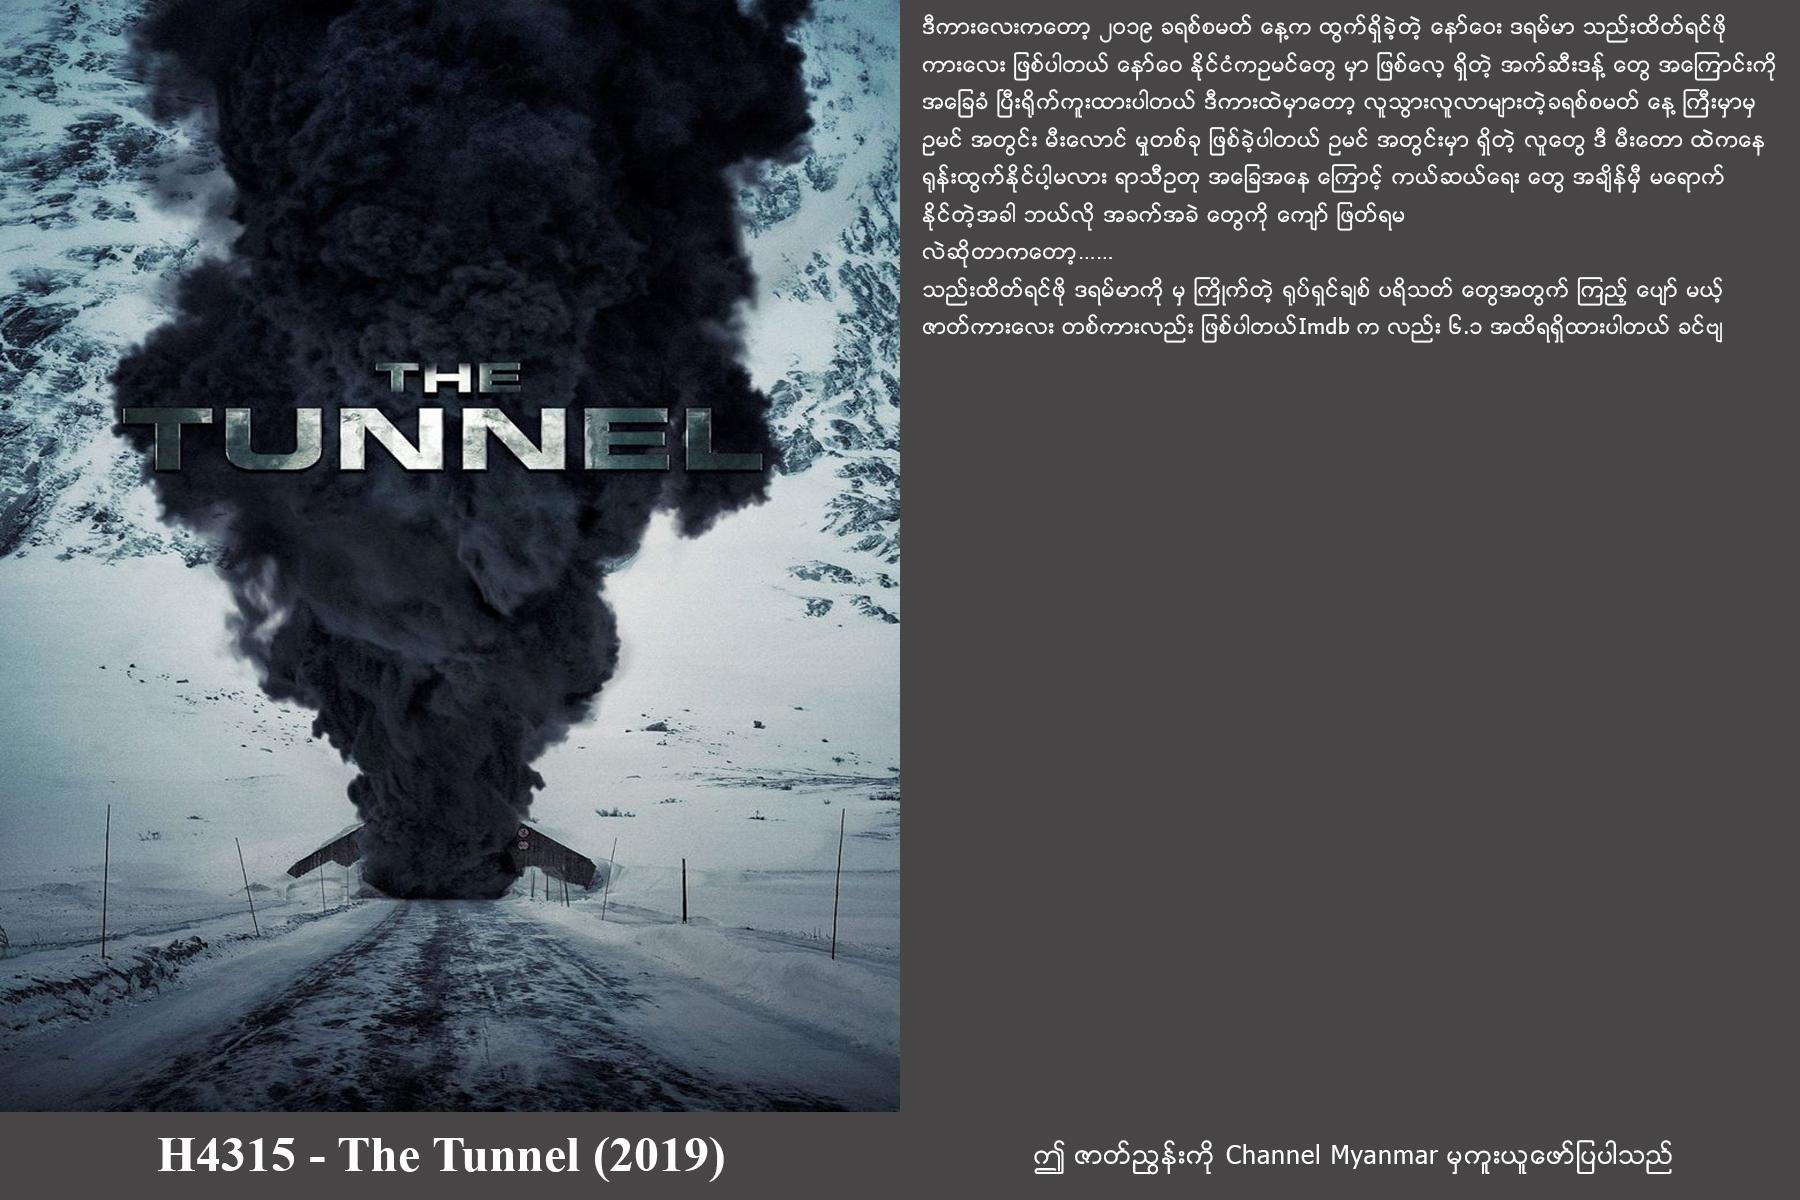 THE
TUNNEL
ဒီကားလေးကတော့ ၂၀၁၉ ခရစ်စမတ် နေ့က ထွက်ရှိခဲ့တဲ့ နော်ဝေး ဒရမ်မာ သည်းထိတ်ရင်ဖို
ကားလေး ဖြစ်ပါတယ် နော်ဝေ နိုင်ငံကဉမင်တွေ မှာ ဖြစ်လေ့ ရှိတဲ့ အက်ဆီးဒန့် တွေ အကြောင်းကို
အခြေခံ ပြီးရိုက်ကူးထားပါတယ် ဒီကားထဲမှာတော့ လူသွားလူလာများတဲ့ခရစ်စမတ် နေ့ ကြီးမှာမှ
ဉမင် အတွင်း မီးလောင် မှုတစ်ခု ဖြစ်ခဲ့ပါတယ် ဉမင် အတွင်းမှာ ရှိတဲ့ လူတွေ ဒီ မီးတော ထဲကနေ
ရုန်းထွက်နိုင်ပါ့မလား ရာသီဥတု အခြေအနေ ကြောင့် ကယ်ဆယ်ရေး တွေ အချိန်မှီ မရောက်
နိုင်တဲ့အခါ ဘယ်လို အခက်အခဲ တွေကို ကျော် ဖြတ်ရမ
လဲဆိုတာကတော့……
သည်းထိတ်ရင်ဖို ဒရမ်မာကို မှ ကြိုက်တဲ့ ရုပ်ရှင်ချစ် ပရိသတ် တွေအတွက် ကြည့် ပျော် မယ့်
ဇာတ်ကားလေး တစ်ကားလည်း ဖြစ်ပါတယ်Imdb က လည်း ၆.၁ အထိရရှိထားပါတယ် ခင်ဗျ
H4315 - The Tunnel (2019)
ဤ ဇာတ်ညွှန်းကို Channel Myanmar မှကူးယူဖော်ပြပါသည်